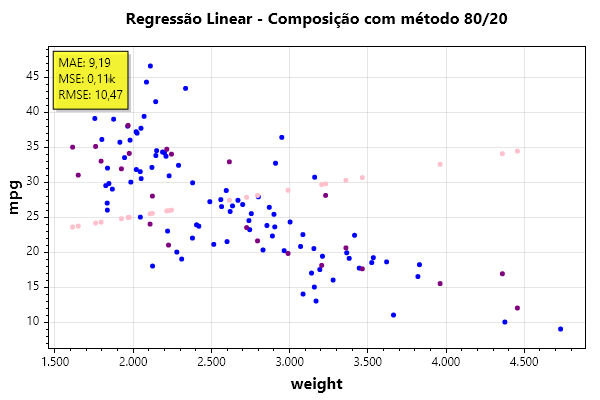 Regressão Linear - Composição com método 80/20
MAE: 9,19
MSE: 0,11k
RMSE: 10,47
45
40
35
30
25
20
15
10
mpg
1.500
2.000
2.500
3.000
3.500
4.000
4.500
weight